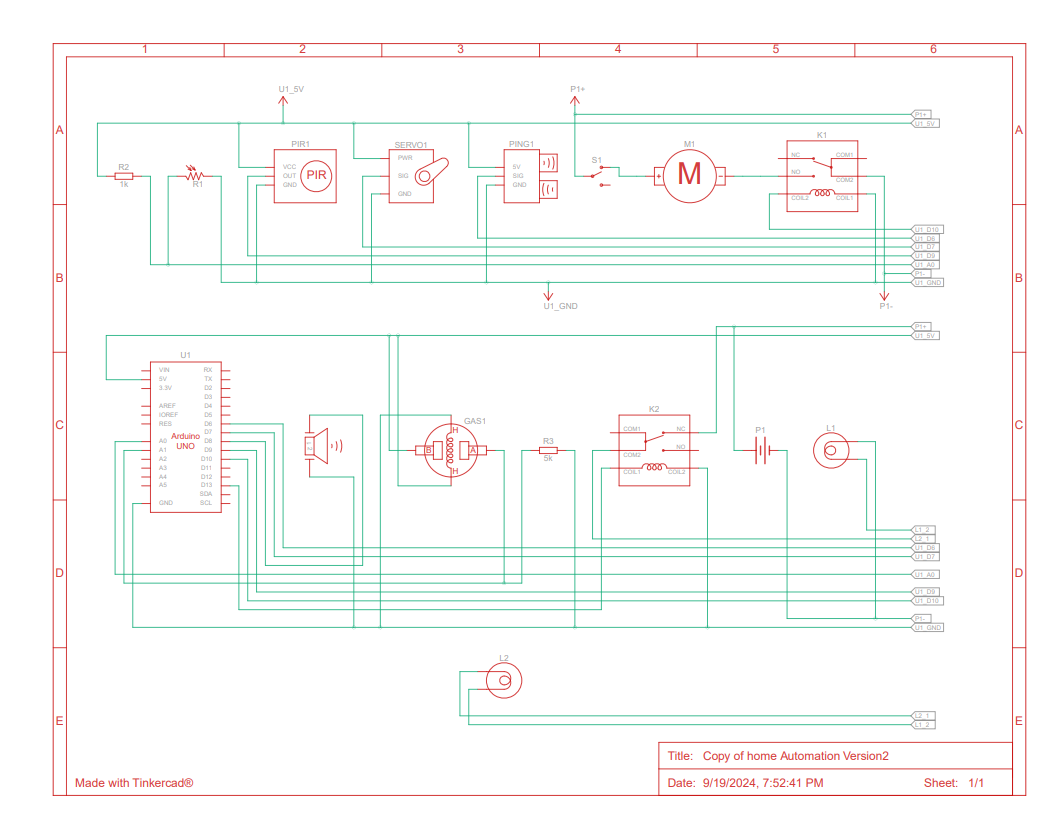 1 2 3 4 5 6
U1_5V
P1+
P1+
A
U1_5V
A
K1
PIR1
SERVO1
PING1
M1
NC
COM1
R2
VCC
PWR
5V
S1
NO
OUT
PIR
SIG
SIG
M
+
-
COM2
1k
R1
GND
GND
GND
COIL2
COIL1
U1_D10
U1_D6
U1_D7
U1_D9
U1_A0
B
P1-
B
U1_GND
U1_GND
P1-
P1+
U1_5V
U1
VIN
RX
5V
TX
3.3V
D2
D3
AREF
D4
IOREF
D5
RES
D6
D7
Arduino
UNO
A0
D8
A1
D9
A2
D10
A3
D11
A4
D12
A5
D13
SDA
GND
SCL
C
GAS1
H
B
A
H
R3
5k
K2
COM1
NC
NO
COM2
COIL1
COIL2
P1
L1
C
L1_2
L2_1
U1_D6
U1_D7
D
U1_A0
D
U1_D9
U1_D10
P1-
U1_GND
L2
L2_1
E
L1_2
E
Title: Copy of home Automation Version2
Made with Tinkercad®
Date: 9/19/2024, 7:52:41 PM
Sheet: 1/1